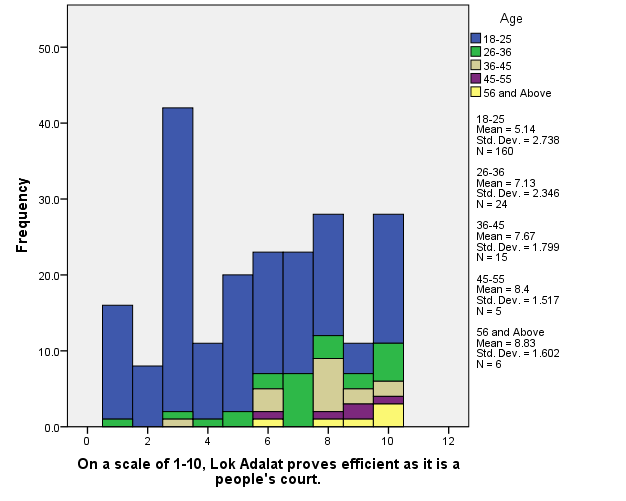 Age
18-25
26-36
36-45
45-55
56 and Above
18-25
Mean = 5.14
Std. Dev. = 2.738
N = 160
26-36
Mean = 7.13
Std. Dev. = 2.346
N = 24
36-45
Mean = 7.67
Std. Dev. = 1.799
N = 15
45-55
Mean = 8.4
Std. Dev. = 1.517
N = 5
56 and Above
Mean = 8.83
Std. Dev. = 1.602
N = 6
Frequency
50.0
40.0
30.0
20.0
10.0
0.0
0 2 4 6 8 10 12
On a scale of 1-10, Lok Adalat proves efficient as it is a
people's court.